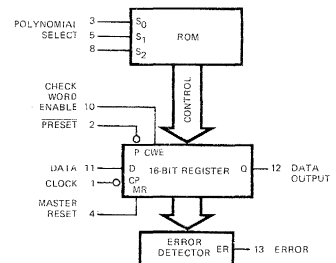 POLYNOMIAL SELECT
3 S0
5 S1
8 S2
ROM
CONTROL
CHECK WORD ENABLE 10
PRESET 2
P CWE
DATA 11 D
16-BIT REGISTER
Q 12 DATA OUTPUT
CLOCK 1 CP
MR
MASTER RESET 4
ERROR DETECTOR
ER 13 ERROR